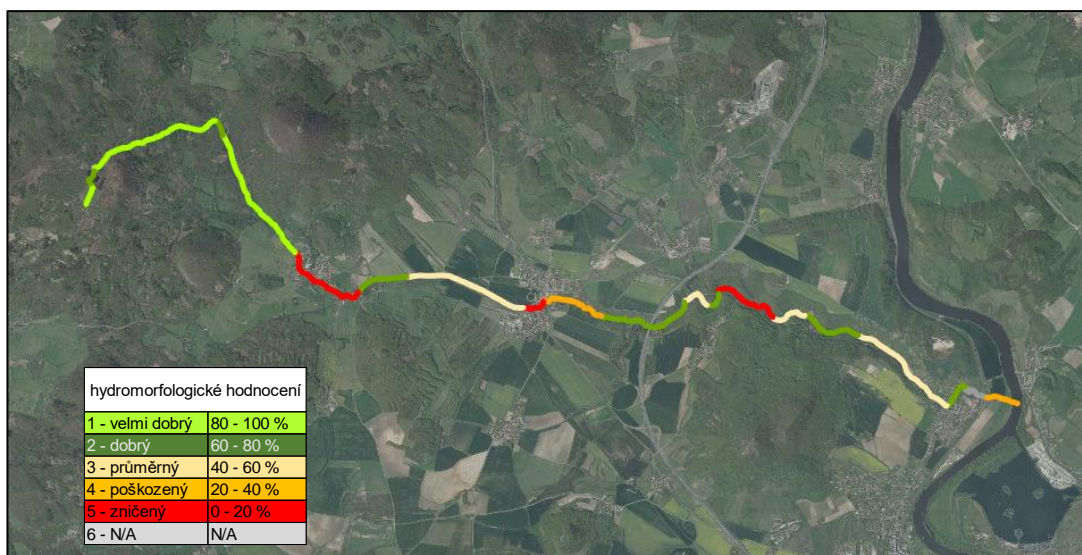 hydromorfologické hodnocení
1 - velmi dobrý 80 - 100 %
2 - dobrý 60 - 80 %
3 - průměrný 40 - 60 %
4 - poškozený 20 - 40 %
5 - zničený 0 - 20 %
6 - N/A N/A